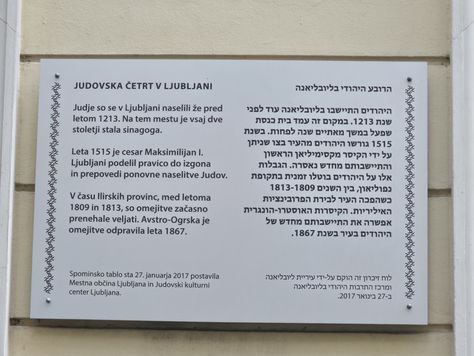 JUDOVSKA ČETRT V LJUBLJANI
Judje so se v Ljubljani naselili že pred
letom 1213. Na tem mestu je vsaj dve
stoletji stala sinagoga.
Leta 1515 je cesar Maksimilijan I.
Ljubljani podelil pravico do izgona
in prepovedi ponovne naselitve Judov.
V času Ilirskih provinc, med letoma
1809 in 1813, so omejitve začasno
prenehale veljati. Avstro-Ogrska je
omejitve odpravila leta 1867.
Spominsko tablo sta 27. januarja 2017 postavila
Mestna občina Ljubljana in Judovski kulturni
center Ljubljana.
הרובע היהודי בליובליאנה
היהודים התיישבו בליובליאנה עוד לפני
שנת 1213. במקום זה עמד בית כנסת
שפעל במשך מאתיים שנה לפחות. בשנת
1515 גורשו היהודים מהעיר בצו שניתן
על ידי הקיסר מקסימיליאן הראשון
והתיישבותם מחדש נאסרה. הגבלות
אלו על היהודים בוטלו זמנית בתקופת
נפוליאון, בין השנים 1813-1809
כשהפכה העיר לבירת הפרובינציות
האיליריות. הקיסרות האוסטרו-הונגרית
אפשרה את התיישבותם מחדש של
היהודים בעיר בשנת 1867.
לוח זיכרון זה הוקם על-ידי עיריית ליובליאנה
ומרכז התרבות היהודי בליובליאנה
ב-27 בינואר 2017.